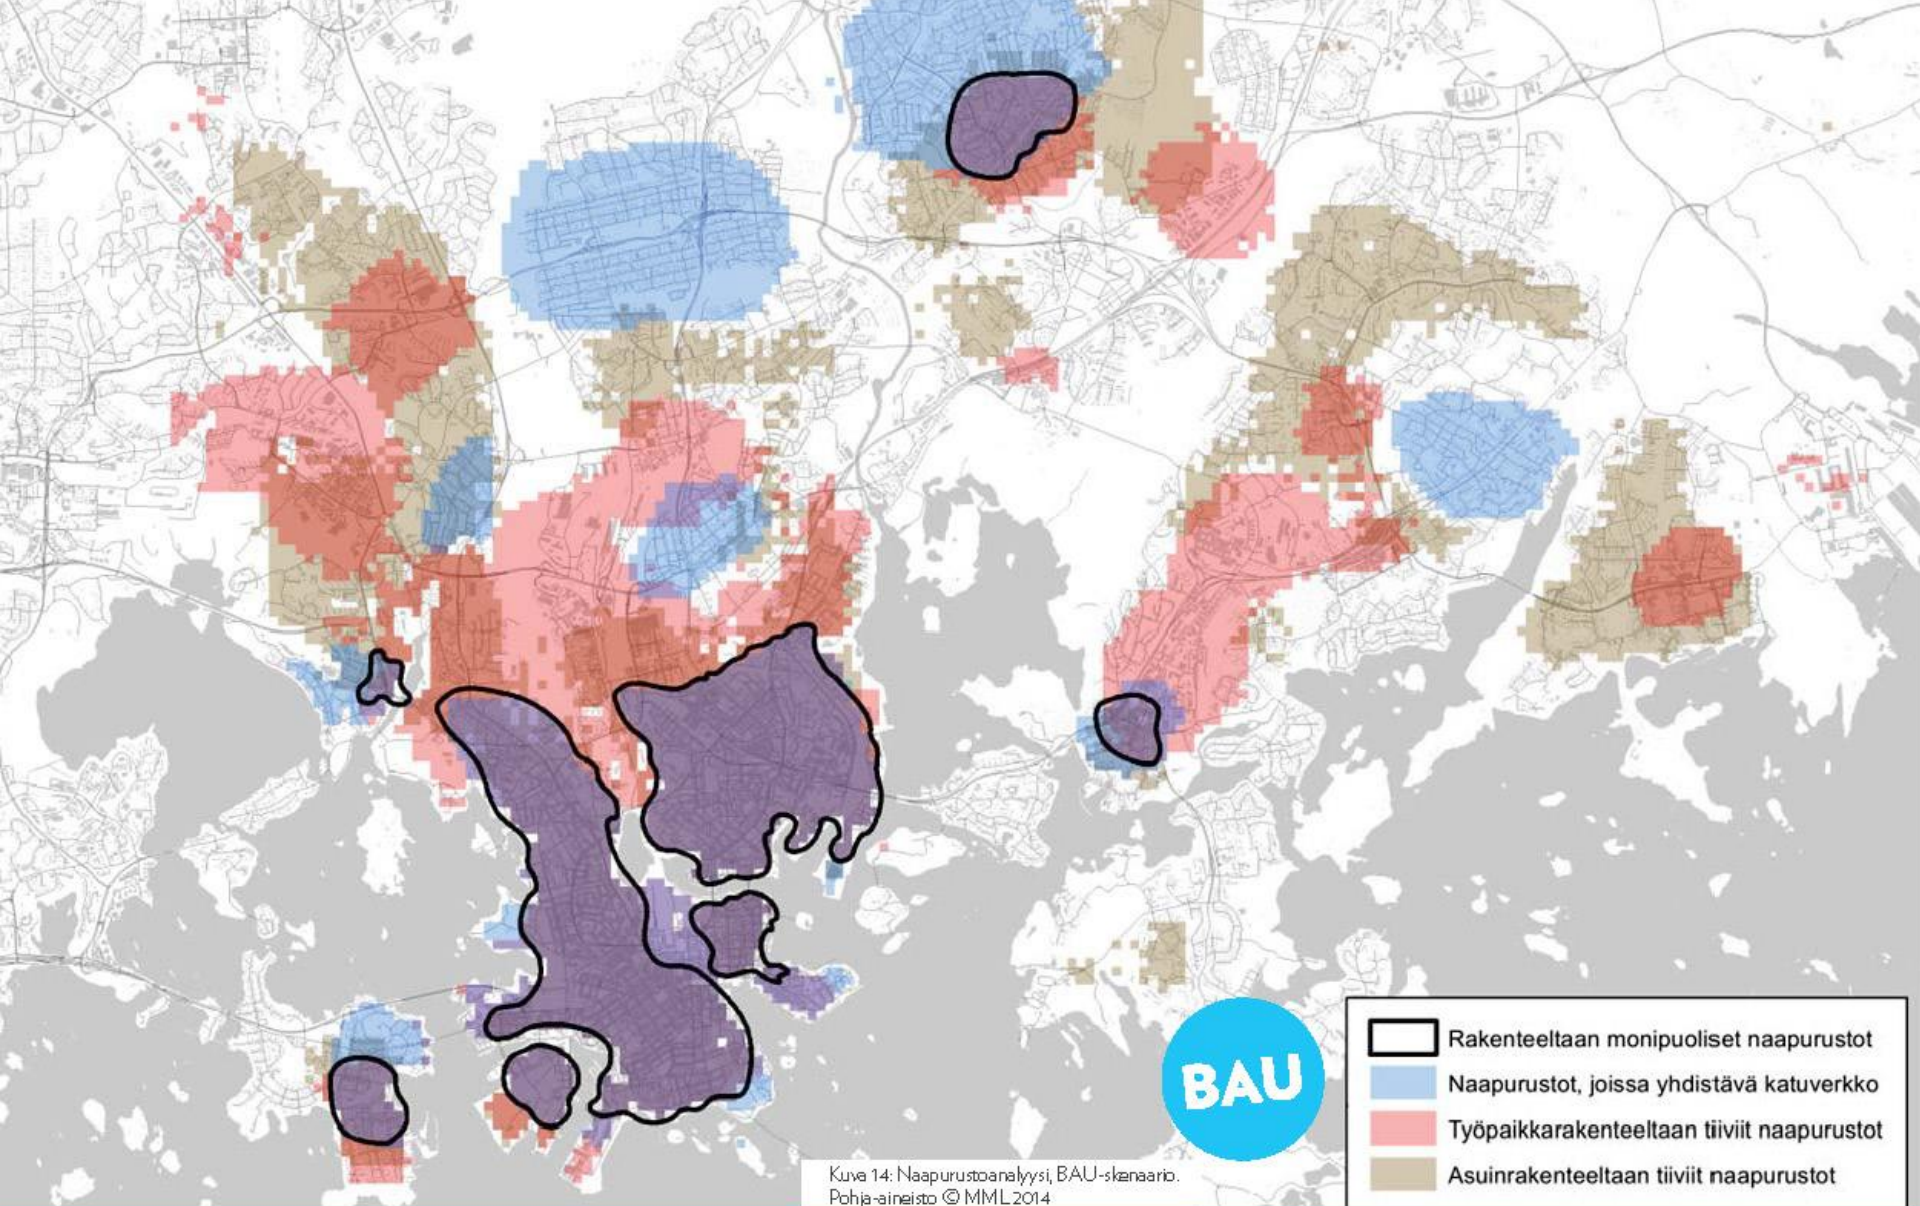 BAU
Rakenteeltaan monipuoliset naapurustot
Naapurustot, joissa yhdistävä katuverkko
Työpaikkarakenteeltaan tiiviit naapurustot
Asuinrakenteeltaan tiiviit naapurustot
Kuva 14: Naapurustoanalyysi, BAU-skenaario.
Pohja-aineisto © MML 2014